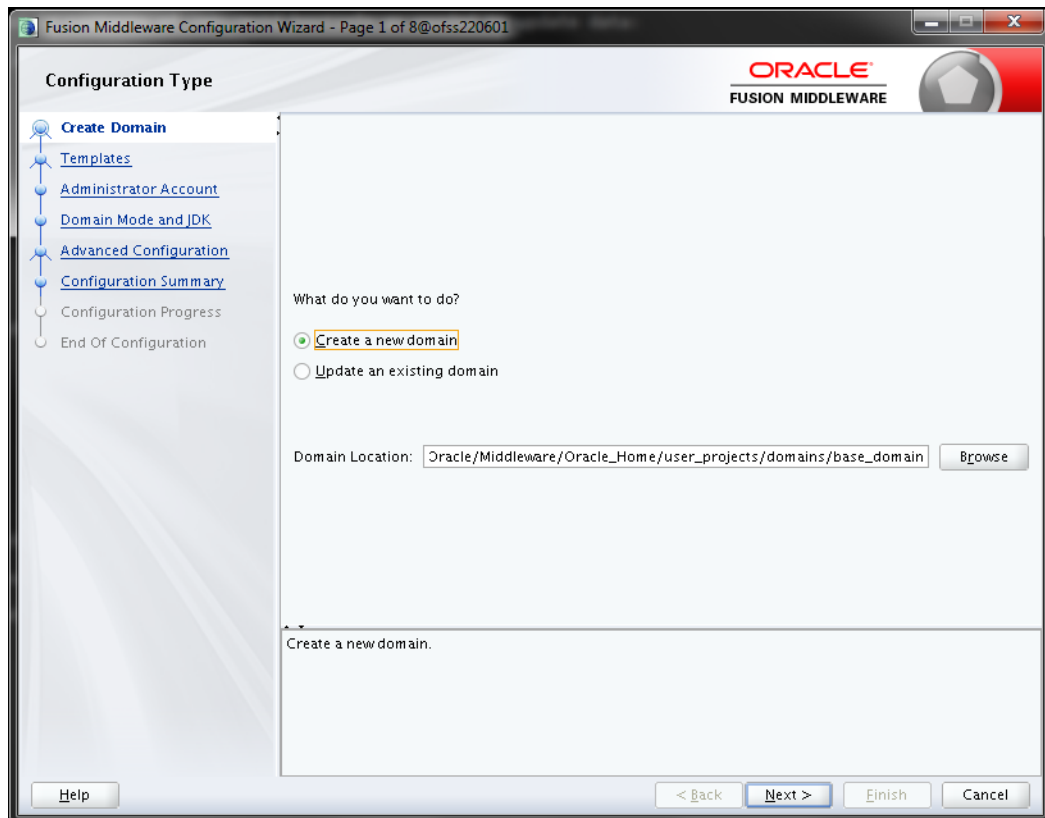 Fusion Middleware Configuration Wizard - Page 1 of 8@ofss220601
Configuration Type
ORACLE
FUSION MIDDLEWARE
Create Domain
Templates
Administrator Account
Domain Mode and JDK
Advanced Configuration
Configuration Summary
Configuration Progress
End Of Configuration
What do you want to do?
Create a new domain
Update an existing domain
Domain Location: Oracle/Middleware/Oracle_Home/user_projects/domains/base_domain Browse
Create a new domain.
Help < Back Next > Finish Cancel